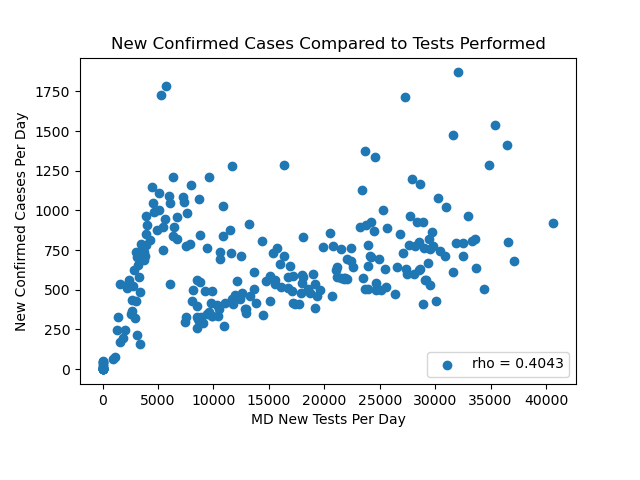 New Confirmed Cases Compared to Tests Performed
New Confirmed Caeses Per Day
1750
1500
1250
1000
750
500
250
0
rho = 0.4043
0 5000 10000 15000 20000 25000 30000 35000 40000
MD New Tests Per Day